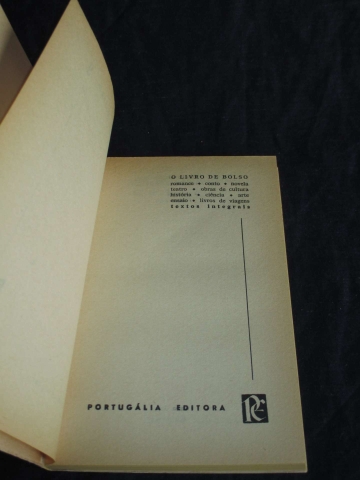 O LIVRO DE BOLSO
romance • conto • novela
teatro • obras de cultura
história • ciência • arte
ensaio • livros de viagens
textos integrais
PORTUGÁLIA EDITORA
PE